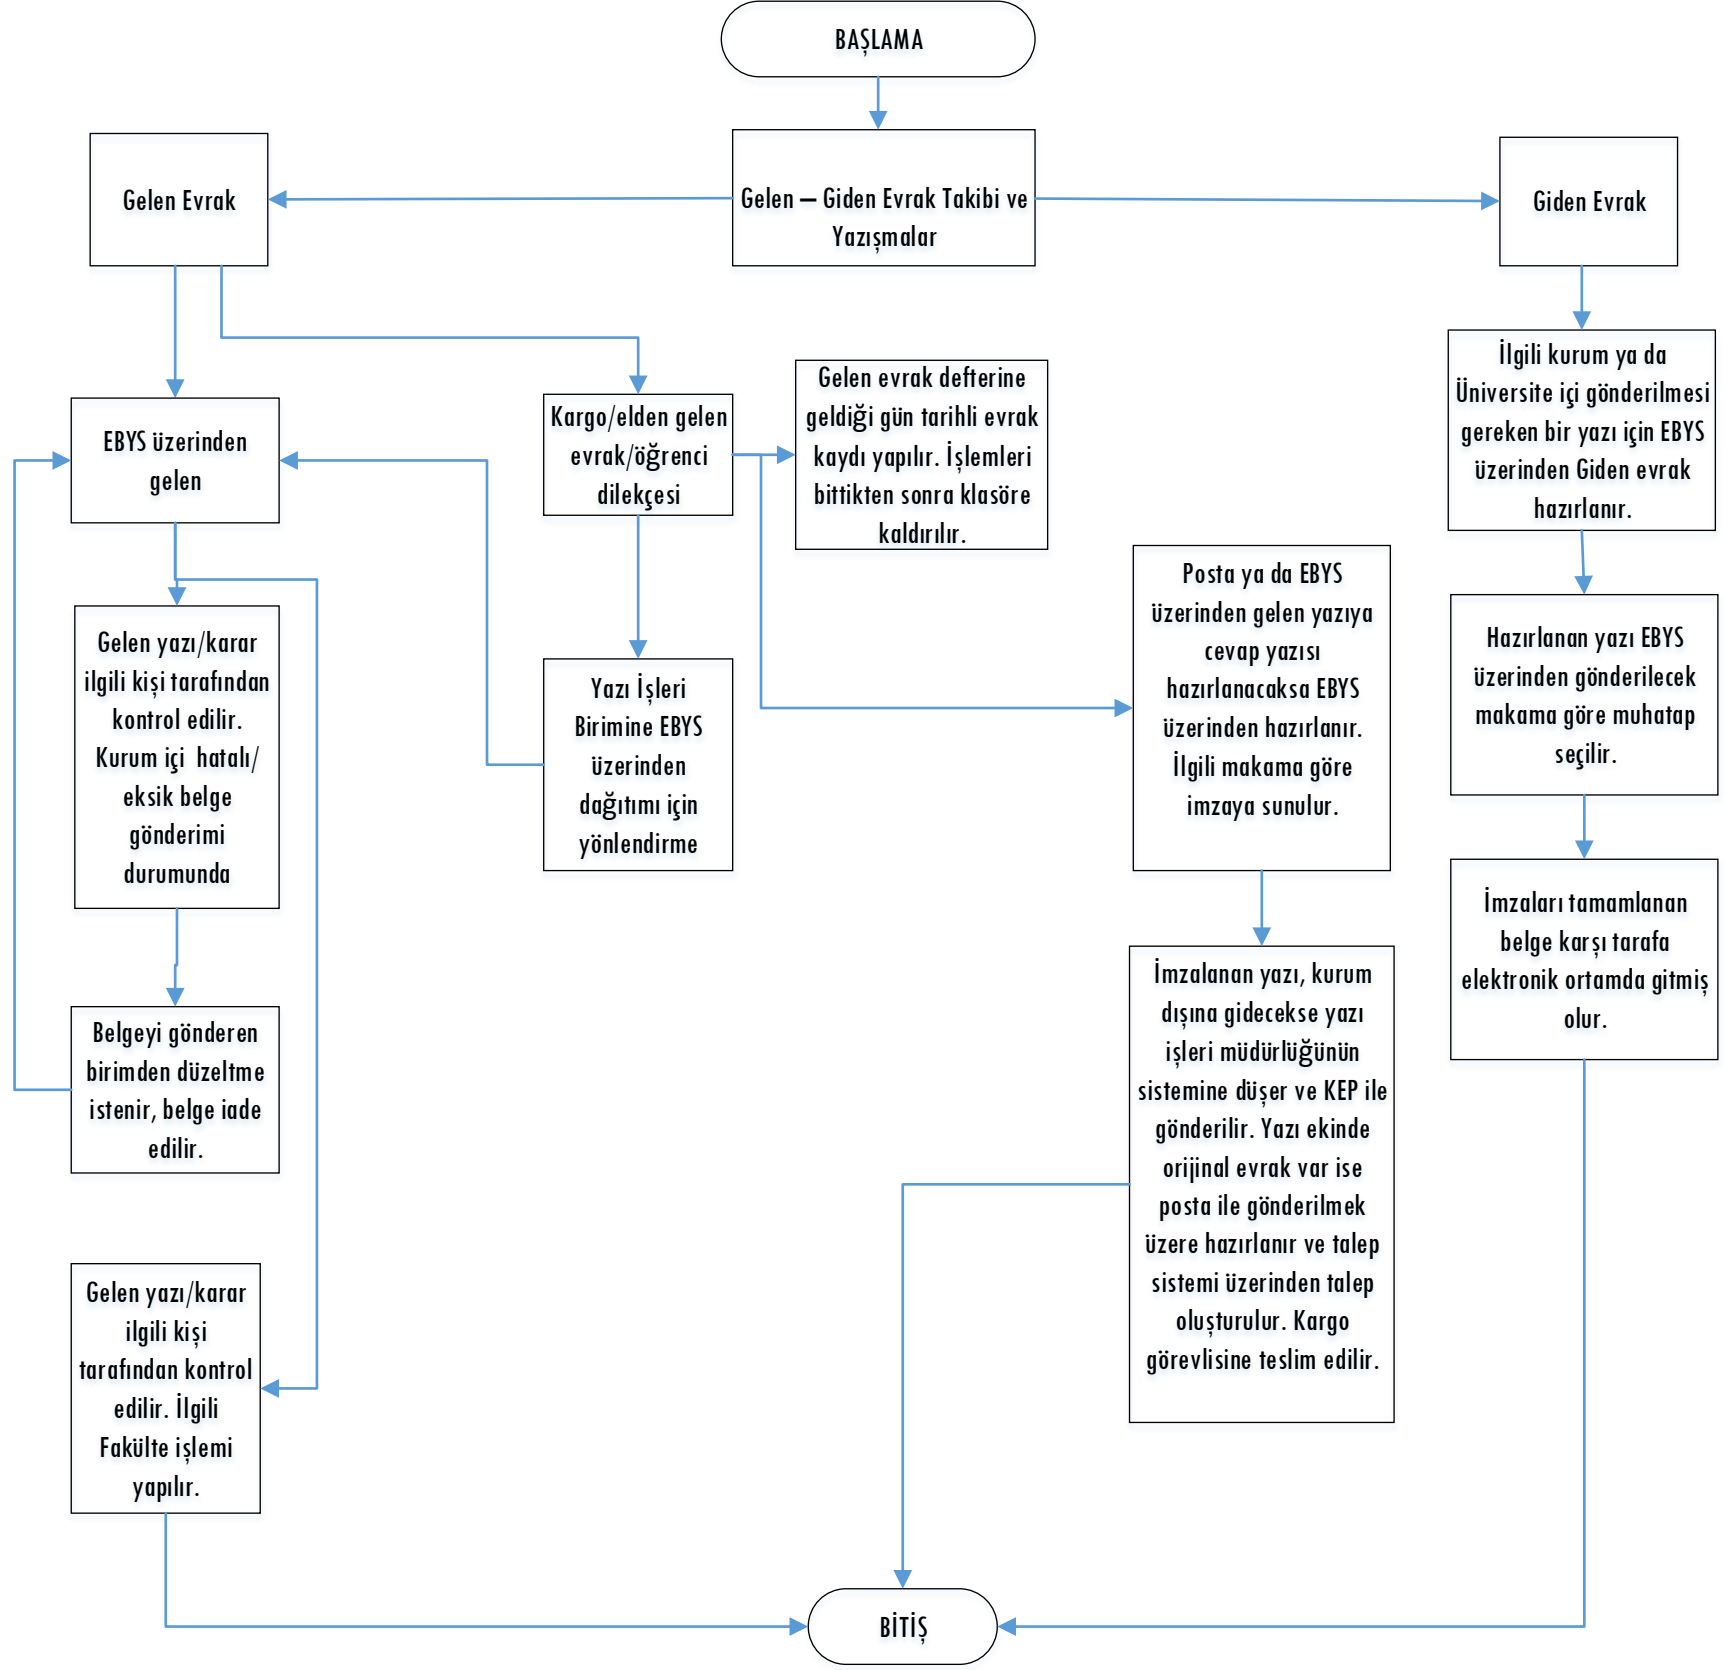 BAŞLAMA
Gelen Evrak
Gelen – Giden Evrak Takibi ve
Yazışmalar
Giden Evrak
EBYS üzerinden
gelen
Kargo/elden gelen
evrak/öğrenci
dilekçesi
Gelen evrak defterine
geldiği gün tarihli evrak
kaydı yapılır. İşlemleri
bittikten sonra klasöre
kaldırılır.
İlgili kurum ya da
Üniversite içi gönderilmesi
gereken bir yazı için EBYS
üzerinden Giden evrak
hazırlanır.
Gelen yazı/karar
ilgili kişi tarafından
kontrol edilir.
Kurum içi  hatalı/
eksik belge
gönderimi
durumunda
Yazı İşleri
Birimine EBYS
üzerinden
dağıtımı için
yönlendirme
Posta ya da EBYS
üzerinden gelen yazıya
cevap yazısı
hazırlanacaksa EBYS
üzerinden hazırlanır.
İlgili makama göre
imzaya sunulur.
Hazırlanan yazı EBYS
üzerinden gönderilecek
makama göre muhatap
seçilir.
Belgeyi gönderen
birimden düzeltme
istenir, belge iade
edilir.
İmzalanan yazı, kurum
dışına gidecekse yazı
işleri müdürlüğünün
sistemine düşer ve KEP ile
gönderilir. Yazı ekinde
orijinal evrak var ise
posta ile gönderilmek
üzere hazırlanır ve talep
sistemi üzerinden talep
oluşturulur. Kargo
görevlisine teslim edilir.
İmzaları tamamlanan
belge karşı tarafa
elektronik ortamda gitmiş
olur.
Gelen yazı/karar
ilgili kişi
tarafından kontrol
edilir. İlgili
Fakülte işlemi
yapılır.
BİTİŞ